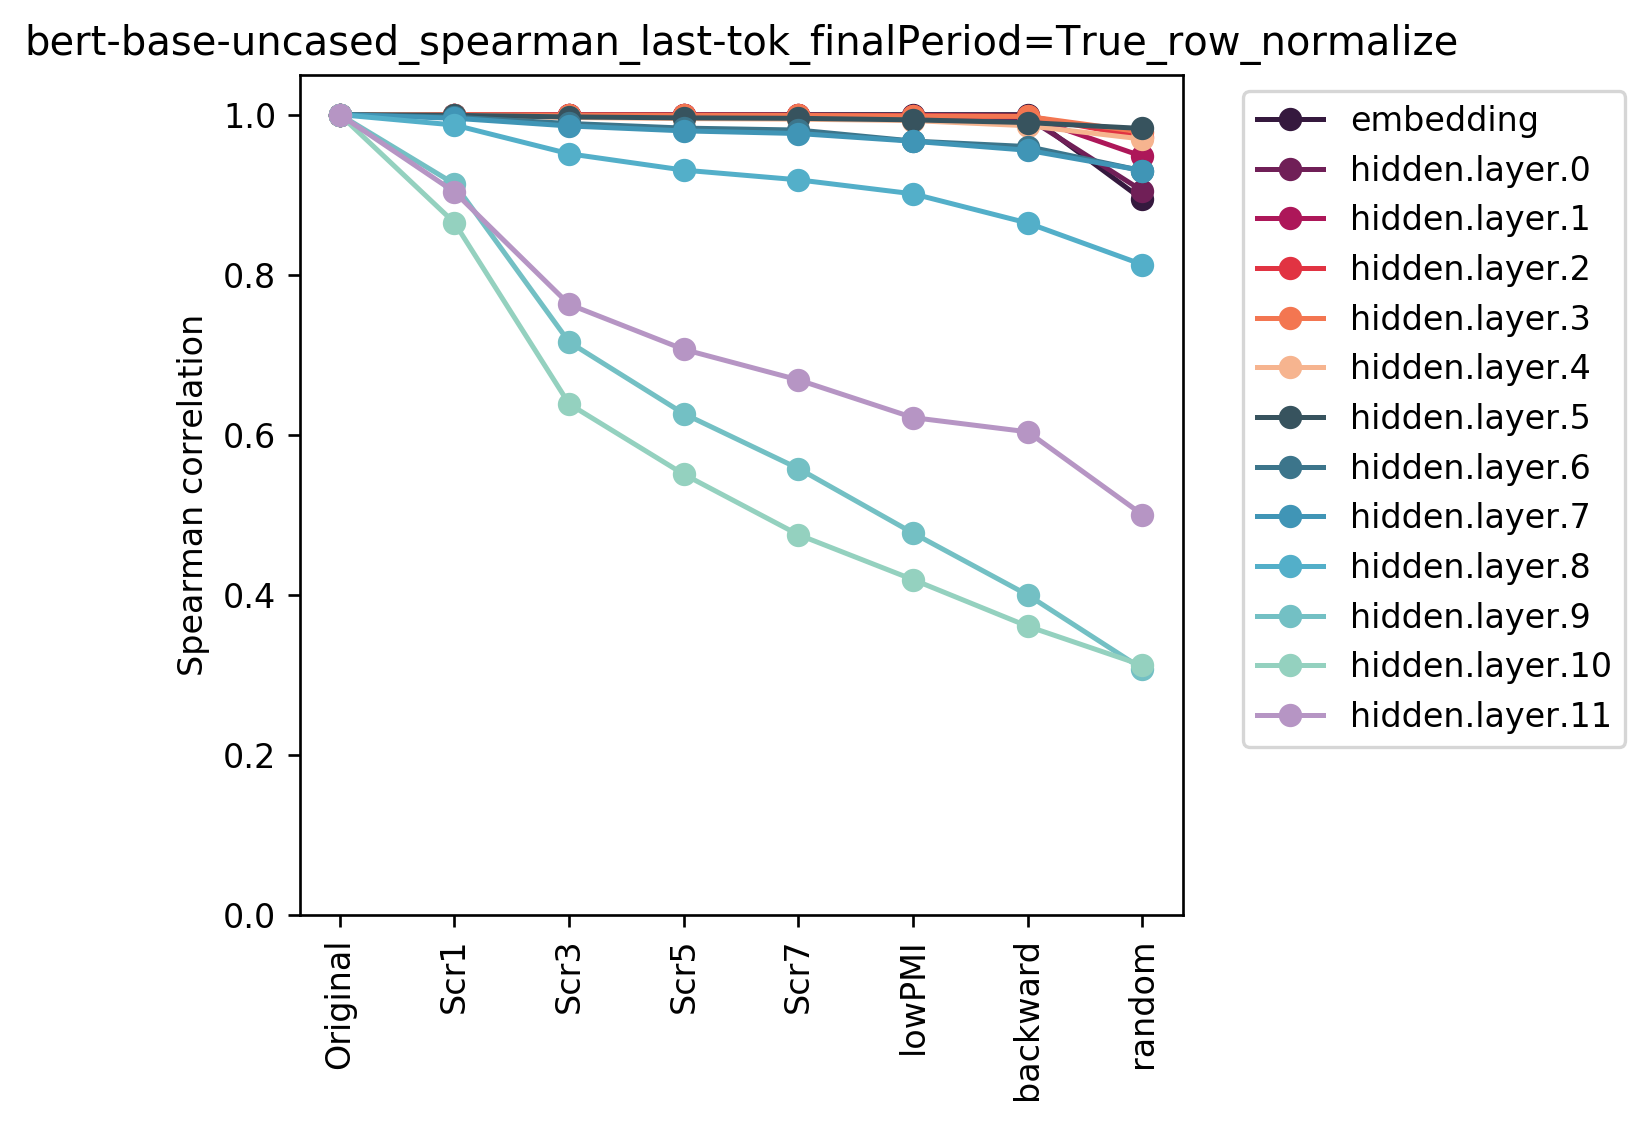 bert-base-uncased_spearman_last-tok_finalPeriod=True_row_normalize
Spearman correlation
1.0
0.8
0.6
0.4
0.2
0.0
Original
Scr1
Scr3
Scr5
Scr7
lowPMI
backward
random
embedding
hidden.layer.0
hidden.layer.1
hidden.layer.2
hidden.layer.3
hidden.layer.4
hidden.layer.5
hidden.layer.6
hidden.layer.7
hidden.layer.8
hidden.layer.9
hidden.layer.10
hidden.layer.11